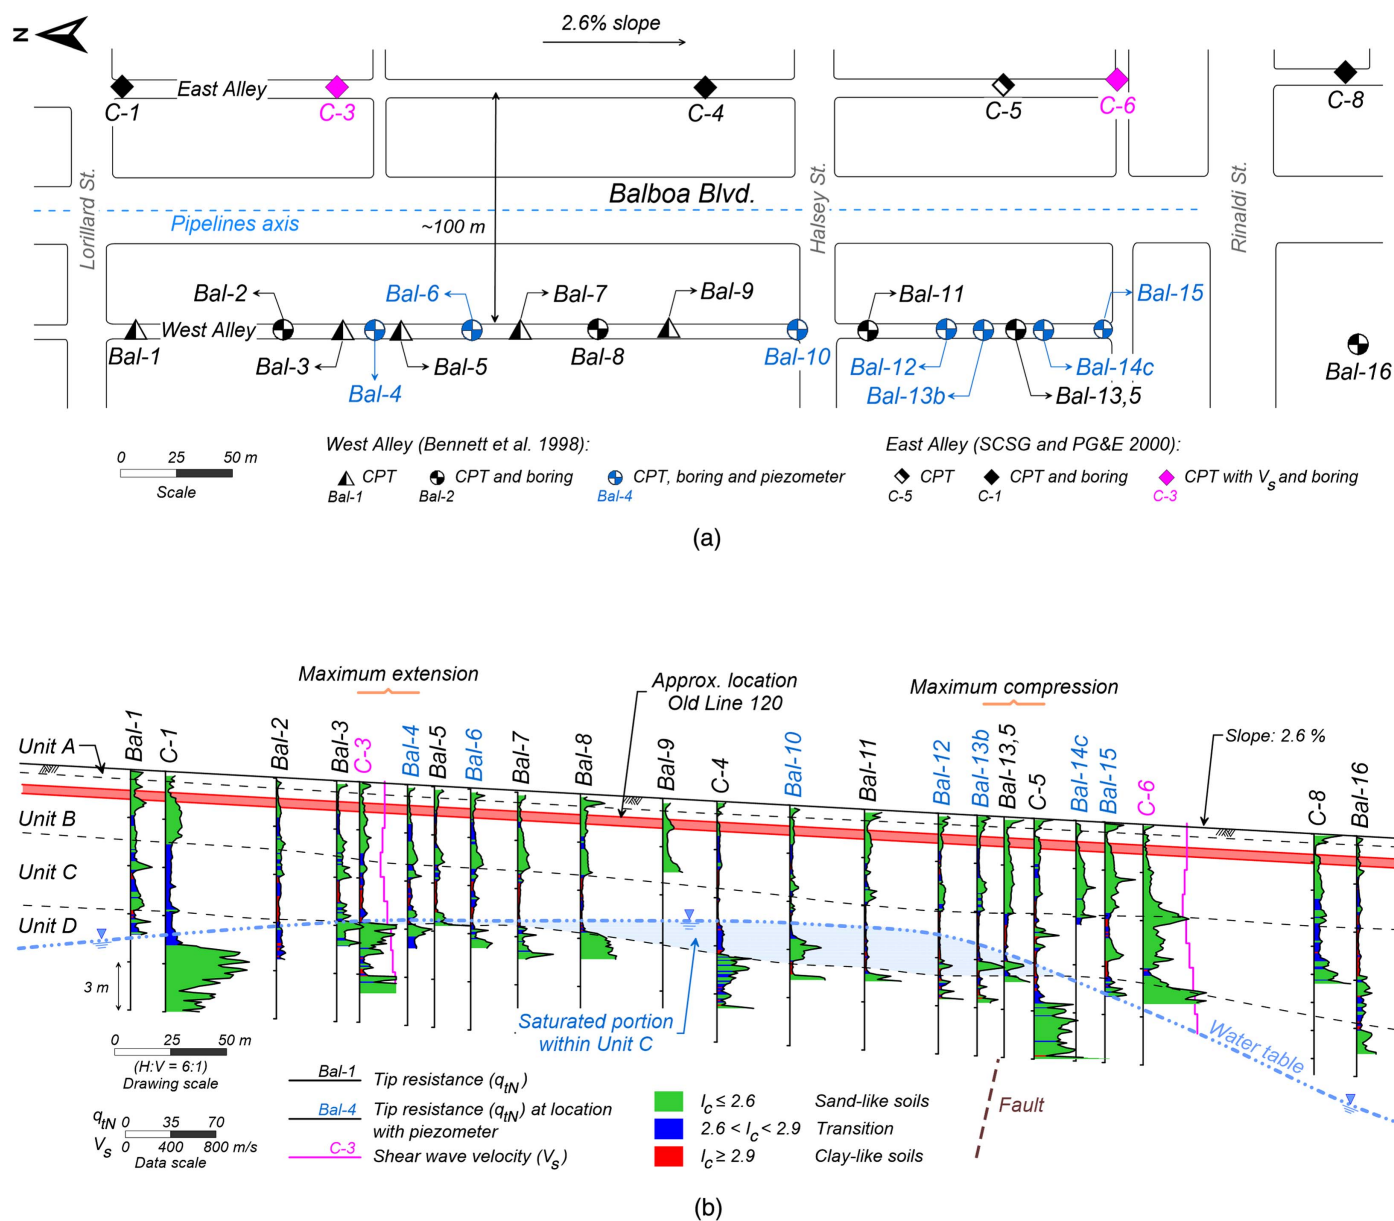 N
2.6% slope
East Alley
C-1
C-3
C-4
C-5
C-6
C-8
Lorillard St.
Balboa Blvd.
Halsey St.
Rinaldi St.
Pipelines axis
~100 m
Bal-2
Bal-6
Bal-7
Bal-9
Bal-11
Bal-15
West Alley
Bal-1
Bal-3
Bal-4
Bal-5
Bal-8
Bal-10
Bal-12
Bal-13b
Bal-14c
Bal-13,5
Bal-16
0 25 50 m
Scale
West Alley (Bennett et al. 1998):
CPT
Bal-1
CPT and boring
Bal-2
CPT, boring and piezometer
Bal-4
East Alley (SCSG and PG&E 2000):
CPT
C-5
CPT and boring
C-1
CPT with Vs and boring
C-3
(a)
Maximum extension
Approx. location
Old Line 120
Maximum compression
Slope: 2.6 %
Unit A
Unit B
Unit C
Unit D
Bal-1
C-1
Bal-2
Bal-3
C-3
Bal-4
Bal-5
Bal-6
Bal-7
Bal-8
Bal-9
C-4
Bal-10
Bal-11
Bal-12
Bal-13b
Bal-13,5
C-5
Bal-14c
Bal-15
C-6
C-8
Bal-16
3 m
Saturated portion
within Unit C
Water table
Fault
0 25 50 m
(H:V = 6:1)
Drawing scale
qtN 0 35 70
Vs 0 400 800 m/s
Data scale
Bal-1 Tip resistance (qtN)
Bal-4 Tip resistance (qtN) at location
with piezometer
C-3 Shear wave velocity (Vs)
Ic ≤ 2.6 Sand-like soils
2.6 < Ic < 2.9 Transition
Ic ≥ 2.9 Clay-like soils
(b)